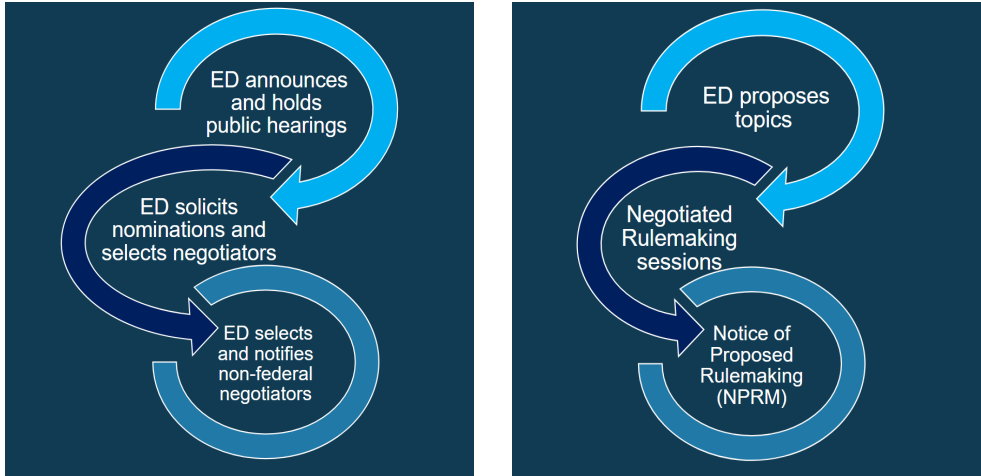 ED announces
and holds
public hearings
ED solicits
nominations and
selects negotiators
ED selects
and notifies
non-federal
negotiators
ED proposes
topics
Negotiated
Rulemaking
sessions
Notice of
Proposed
Rulemaking
(NPRM)